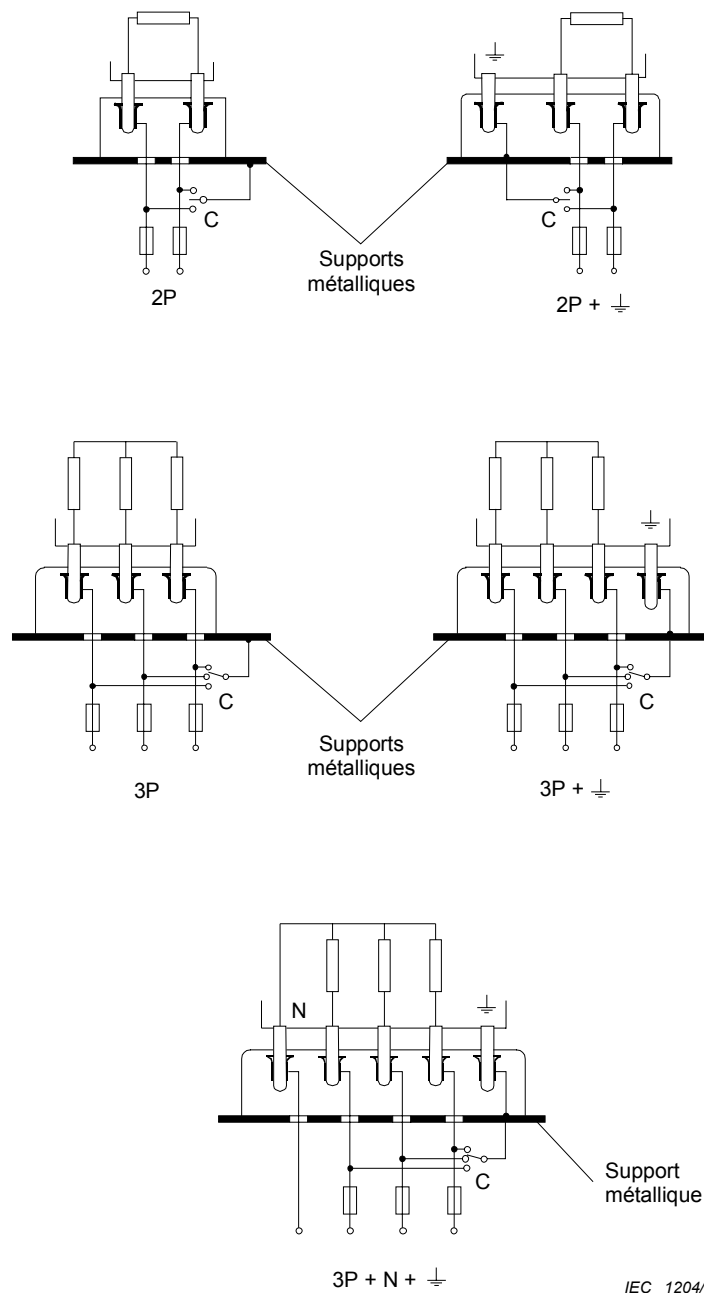 C
C
Supports
métalliques
2P
2P + ⏚
C
C
Supports
métalliques
3P
3P + ⏚
N
C
Support
métallique
3P + N + ⏚
IEC 1204/